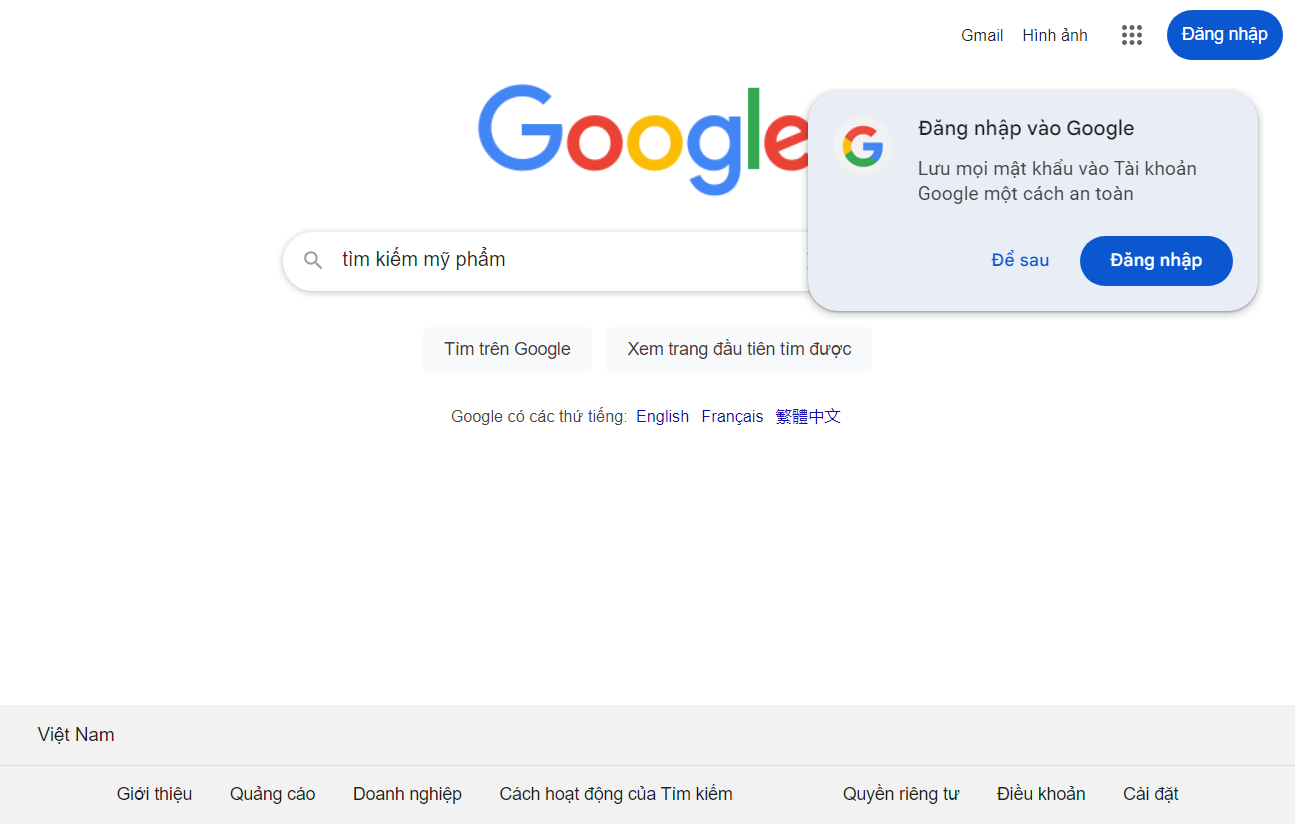 Gmail Hình ảnh Đăng nhập
Google
Đăng nhập vào Google
Lưu mọi mật khẩu vào Tài khoản
Google một cách an toàn
Để sau Đăng nhập
tìm kiếm mỹ phẩm
Tìm trên Google Xem trang đầu tiên tìm được
Google có các thứ tiếng: English Français 繁體中文
Việt Nam
Giới thiệu Quảng cáo Doanh nghiệp Cách hoạt động của Tìm kiếm Quyền riêng tư Điều khoản Cài đặt